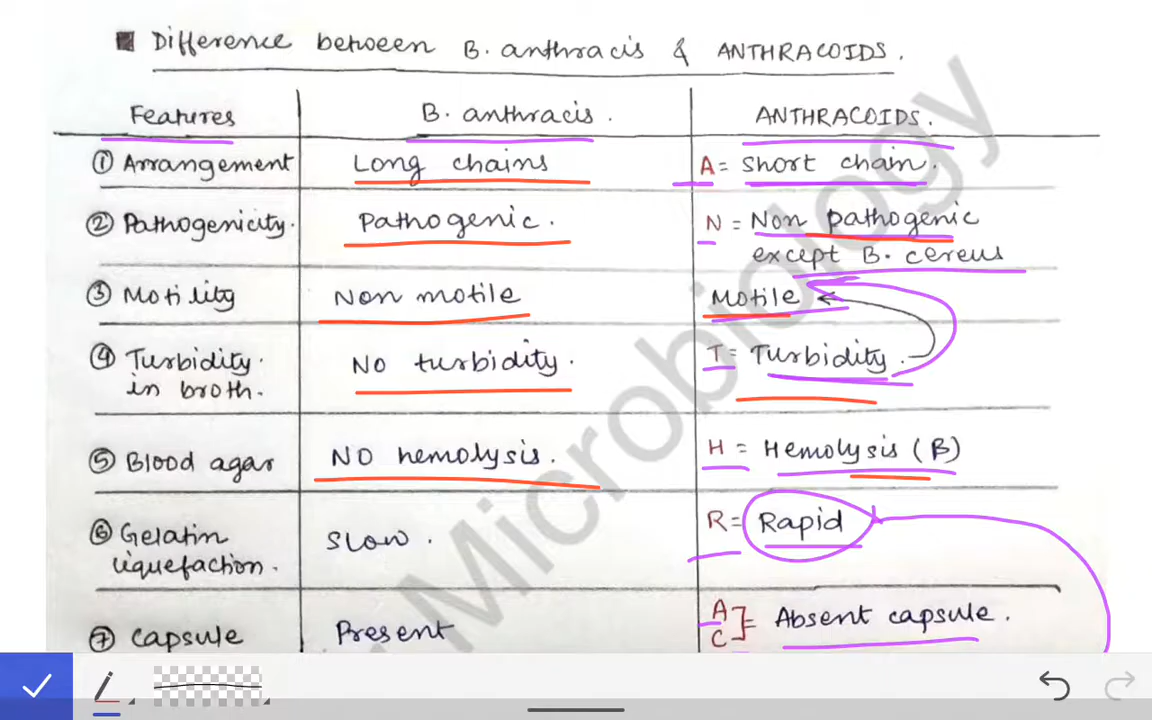 Difference between B. anthracis & ANTHRACOIDS.
Features B. anthracis. ANTHRACOIDS.
① Arrangement Long chains A = short chain.
② Pathogenicity. Pathogenic. N = Non pathogenic
except B. cereus
③ Motility Non motile Motile
④ Turbidity in broth. No turbidity. T = Turbidity.
⑤ Blood agar NO hemolysis. H = Hemolysis (B)
⑥ Gelatin liquefaction. Slow. R = Rapid
⑦ capsule Present A C ] = Absent capsule.
Microbiology